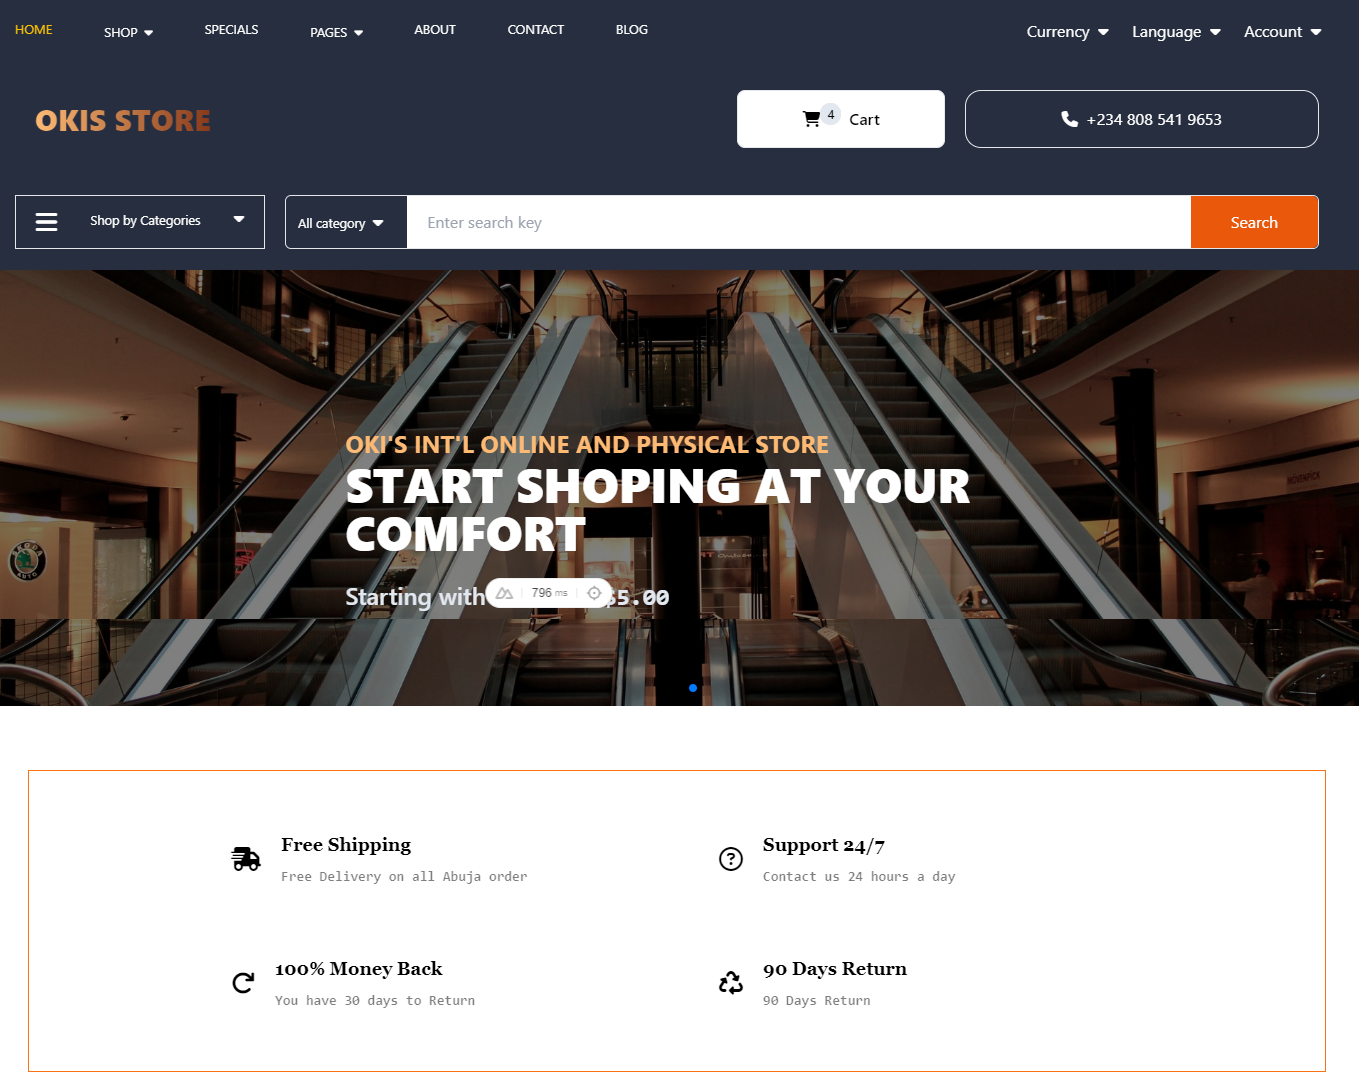 HOME SHOP SPECIALS PAGES ABOUT CONTACT BLOG Currency Language Account
OKIS STORE
4 Cart
+234 808 541 9653
Shop by Categories
All category
Enter search key
Search
OKI'S INT'L ONLINE AND PHYSICAL STORE
START SHOPING AT YOUR
COMFORT
Starting with
796 ms
5.00
MOVENPICK
SKODA
AUTO
Free Shipping
Free Delivery on all Abuja order
Support 24/7
Contact us 24 hours a day
100% Money Back
You have 30 days to Return
90 Days Return
90 Days Return